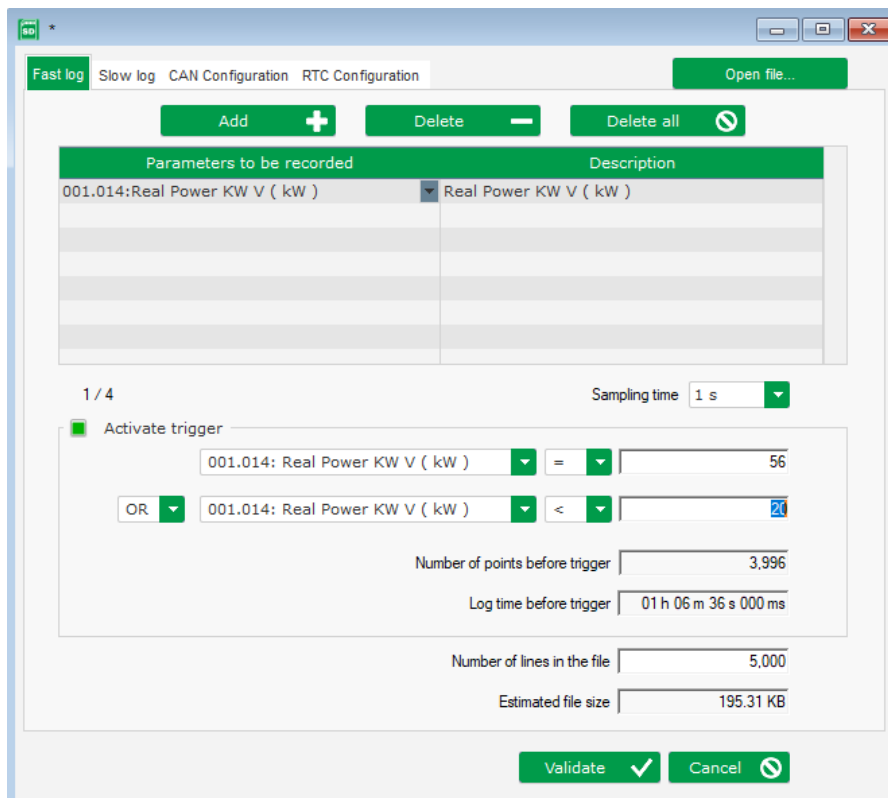 SD *
Fast log Slow log CAN Configuration RTC Configuration Open file...
Add Delete Delete all
Parameters to be recorded Description
001.014:Real Power KW V ( kW ) Real Power KW V ( kW )
1 / 4 Sampling time 1 s
Activate trigger
001.014: Real Power KW V ( kW ) = 56
OR 001.014: Real Power KW V ( kW ) < 20
Number of points before trigger 3,996
Log time before trigger 01 h 06 m 36 s 000 ms
Number of lines in the file 5,000
Estimated file size 195.31 KB
Validate Cancel